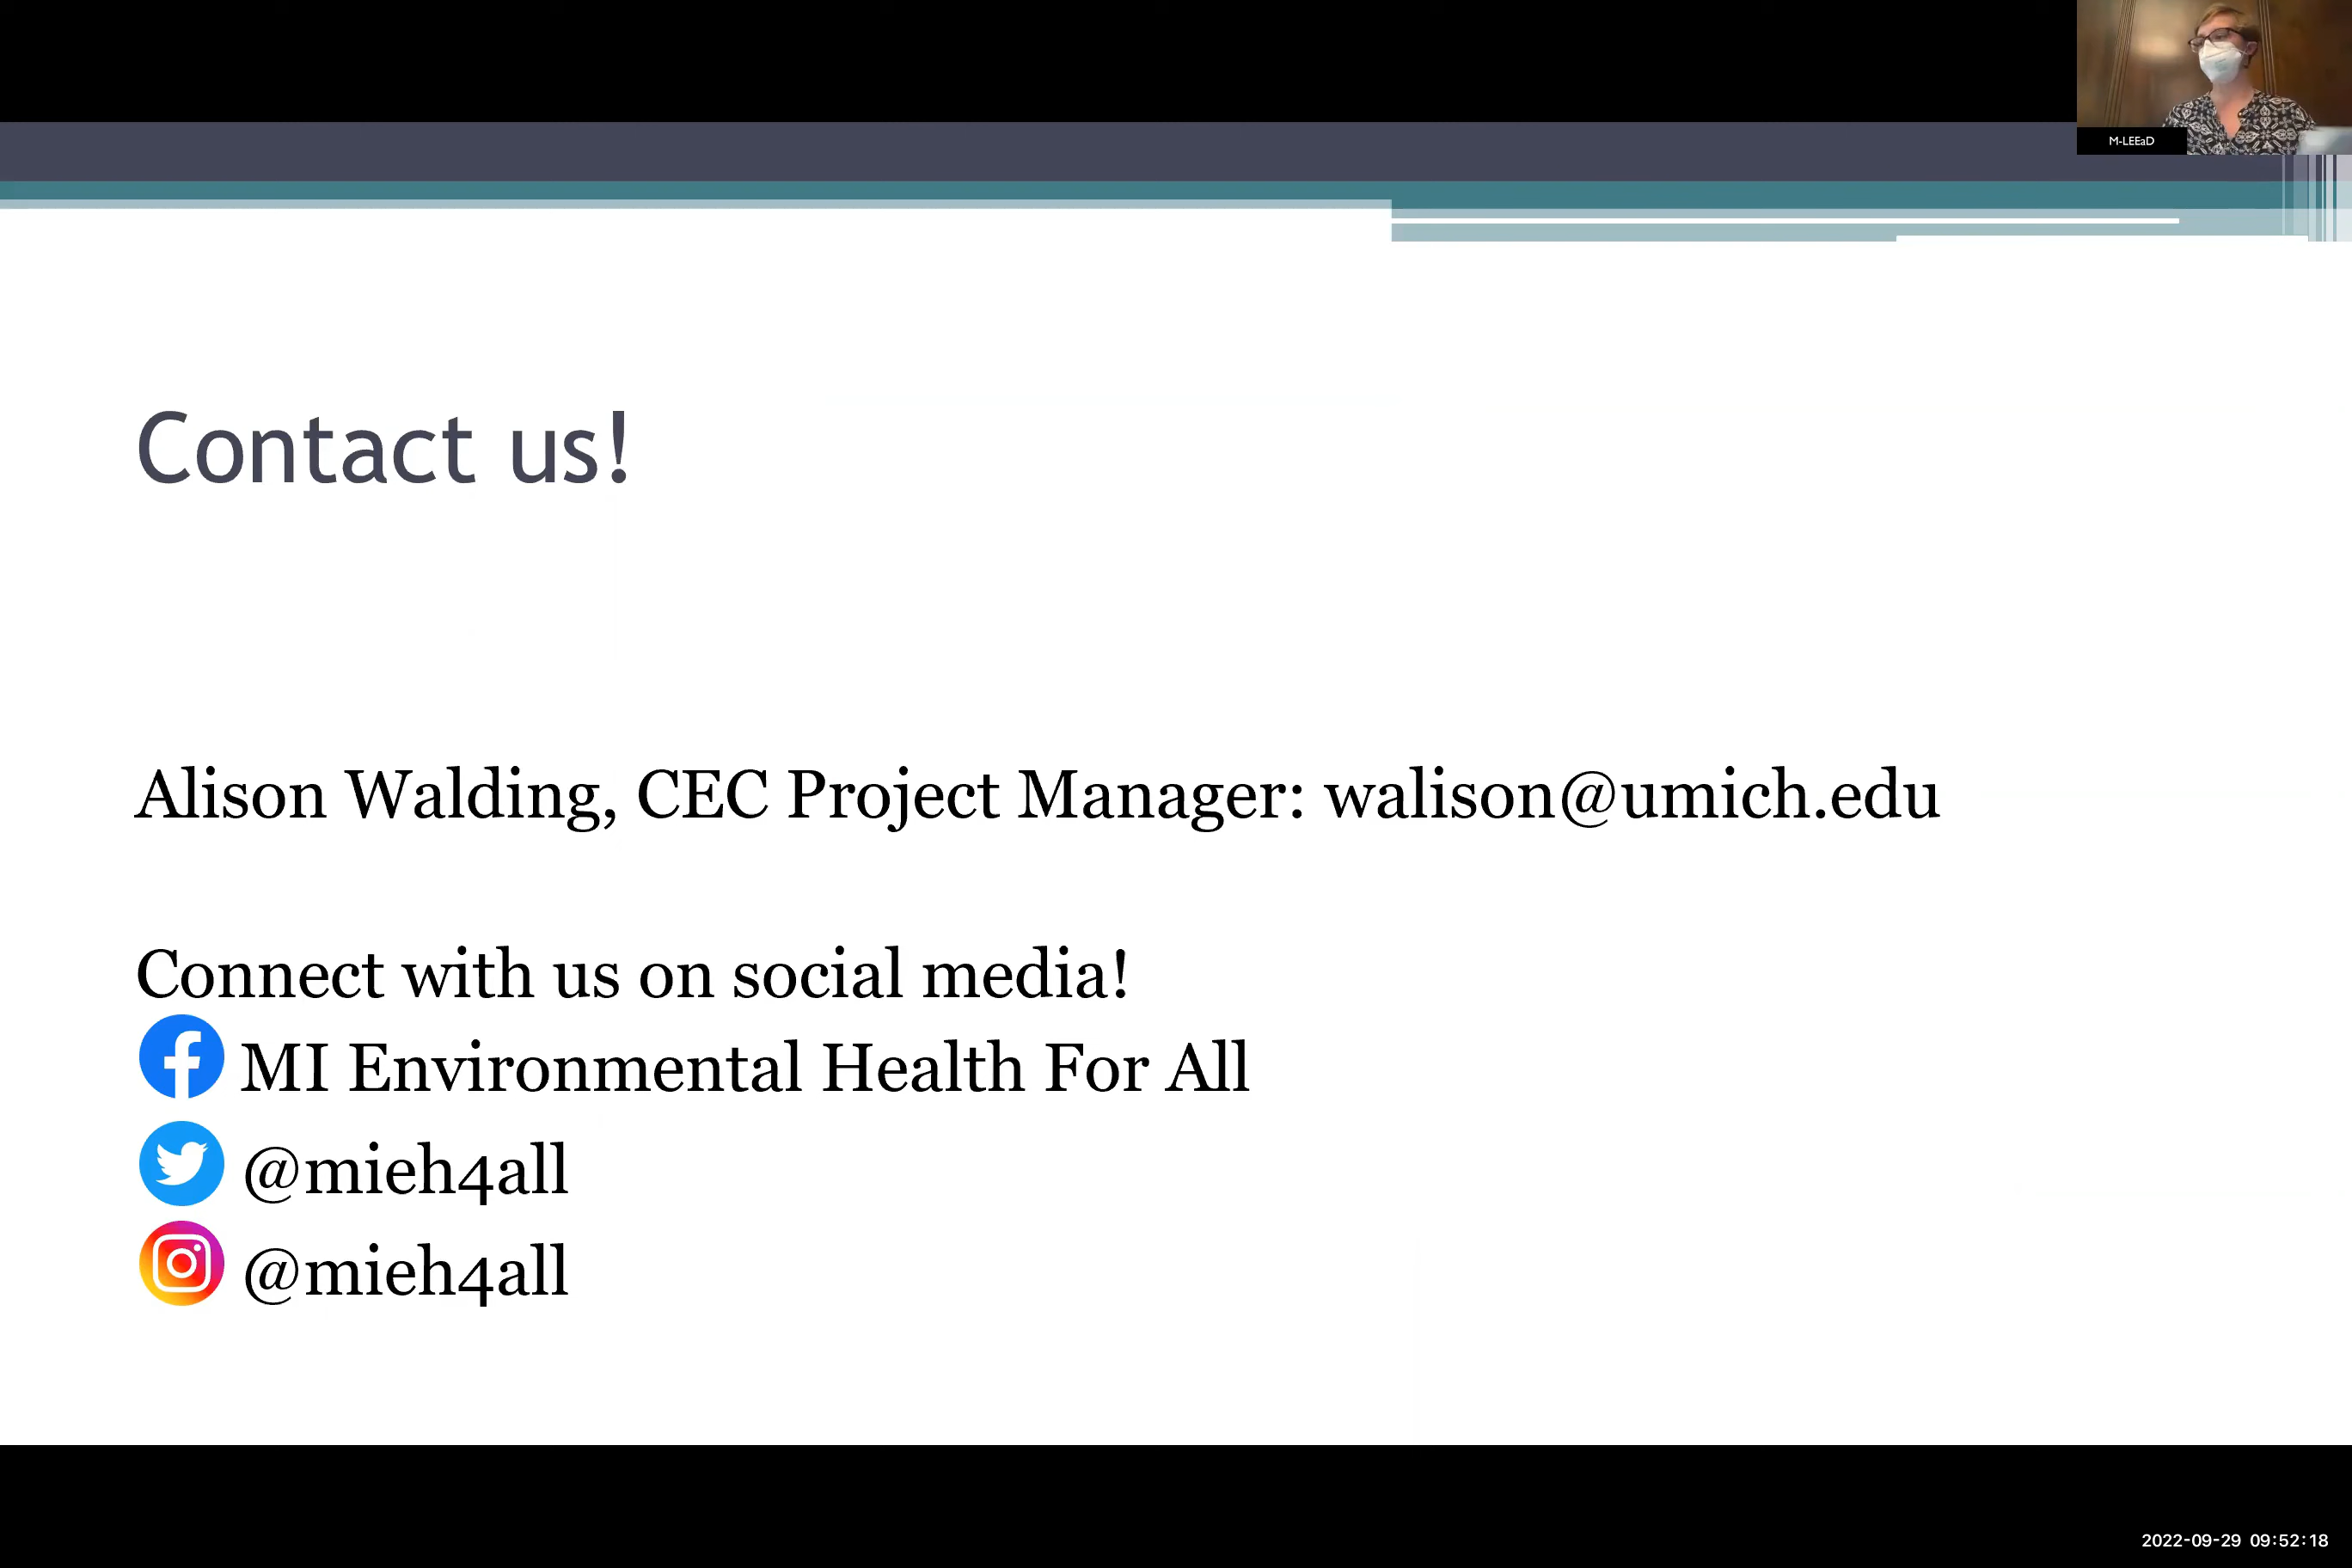 M-LEEaD
Contact us!
Alison Walding, CEC Project Manager: walison@umich.edu
Connect with us on social media!
MI Environmental Health For All
@mieh4all
@mieh4all
2022-09-29 09:52:18